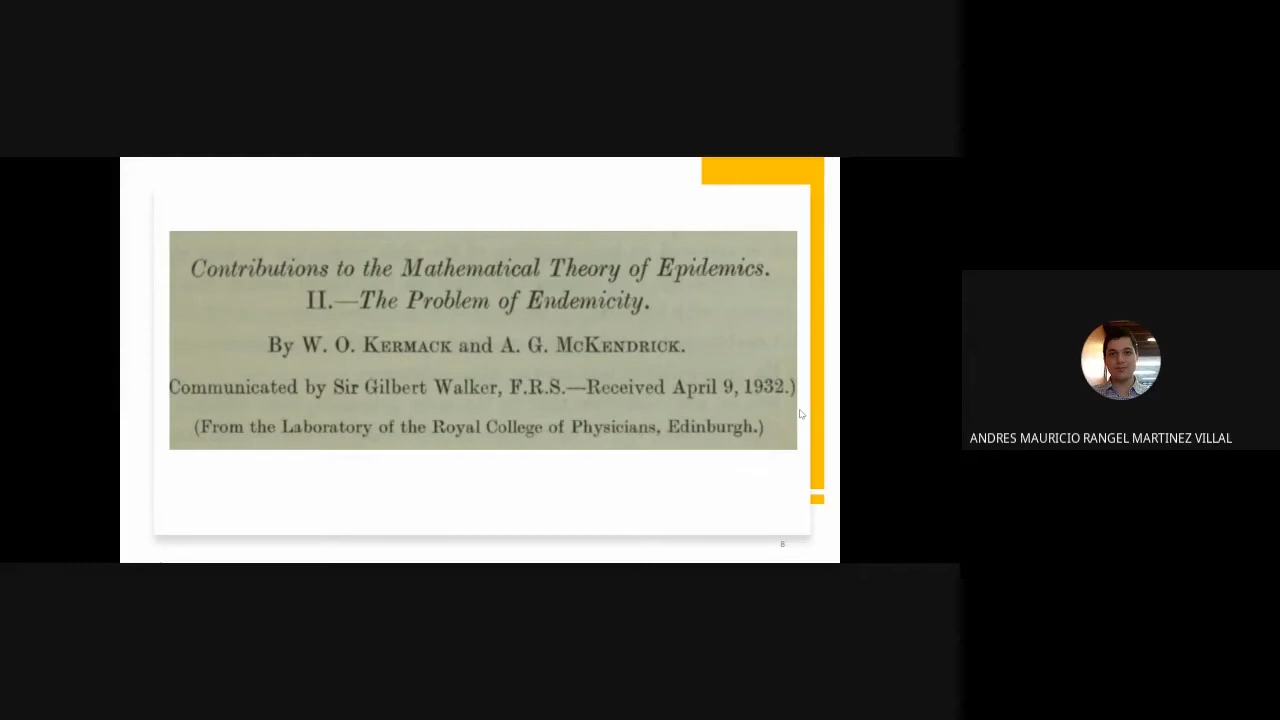 Contributions to the Mathematical Theory of Epidemics.
II.—The Problem of Endemicity.
By W. O. KERMACK and A. G. MCKENDRICK.
Communicated by Sir Gilbert Walker, F.R.S.—Received April 9, 1932.)
(From the Laboratory of the Royal College of Physicians, Edinburgh.)
8
ANDRES MAURICIO RANGEL MARTINEZ VILLAL